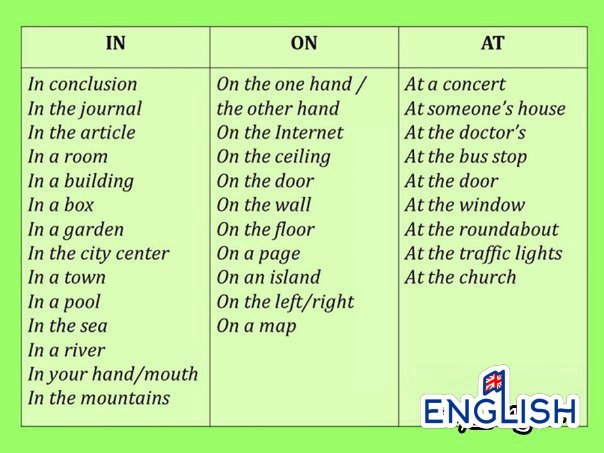 IN
In conclusion
In the journal
In the article
In a room
In a building
In a box
In a garden
In the city center
In a town
In a pool
In the sea
In a river
In your hand/mouth
In the mountains
ON
On the one hand /
the other hand
On the Internet
On the ceiling
On the door
On the wall
On the floor
On a page
On an island
On the left/right
On a map
AT
At a concert
At someone's house
At the doctor's
At the bus stop
At the door
At the window
At the roundabout
At the traffic lights
At the church
ENGLISH